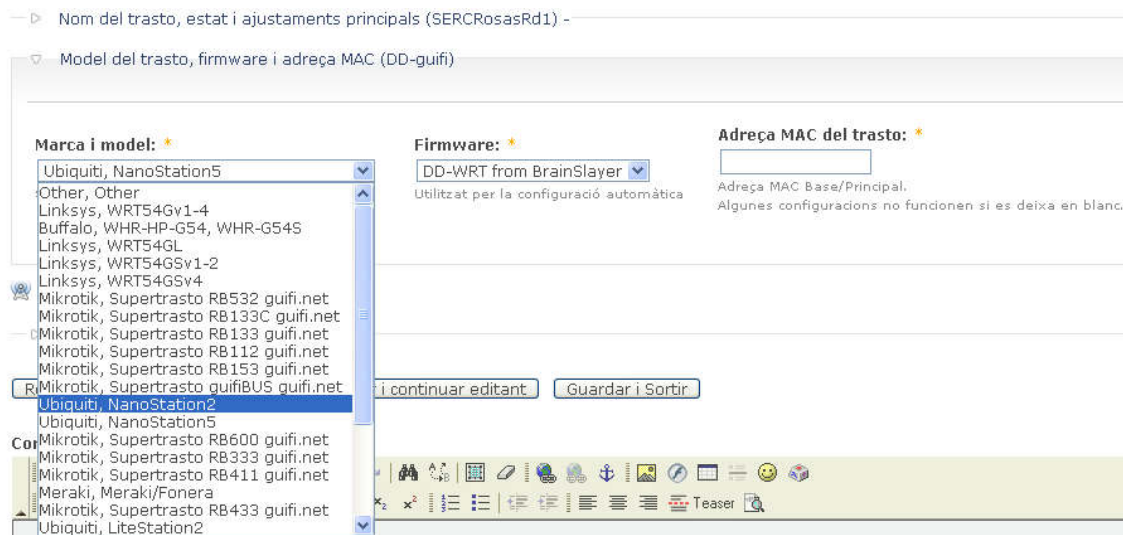 Nom del trasto, estat i ajustaments principals (SERCRosasRd1) -
Model del trasto, firmware i adreça MAC (DD-guifi)
Marca i model: *
Firmware: *
Adreça MAC del trasto: *
Ubiquiti, NanoStation5
DD-WRT from BrainSlayer
Utilitzat per la configuració automàtica
Adreça MAC Base/Principal.
Algunes configuracions no funcionen si es deixa en blanc.
Other, Other
Linksys, WRT54Gv1-4
Buffalo, WHR-HP-G54, WHR-G54S
Linksys, WRT54GL
Linksys, WRT54GSv1-2
Linksys, WRT54GSv4
Mikrotik, Supertrasto RB532 guifi.net
Mikrotik, Supertrasto RB133C guifi.net
Mikrotik, Supertrasto RB133 guifi.net
Mikrotik, Supertrasto RB112 guifi.net
Mikrotik, Supertrasto RB153 guifi.net
Mikrotik, Supertrasto guifiBUS guifi.net
Ubiquiti, NanoStation2
Ubiquiti, NanoStation5
Mikrotik, Supertrasto RB600 guifi.net
Mikrotik, Supertrasto RB333 guifi.net
Mikrotik, Supertrasto RB411 guifi.net
Meraki, Meraki/Fonera
Mikrotik, Supertrasto RB433 guifi.net
Ubiquiti, LiteStation2
i continuar editant
Guardar i Sortir
Teaser